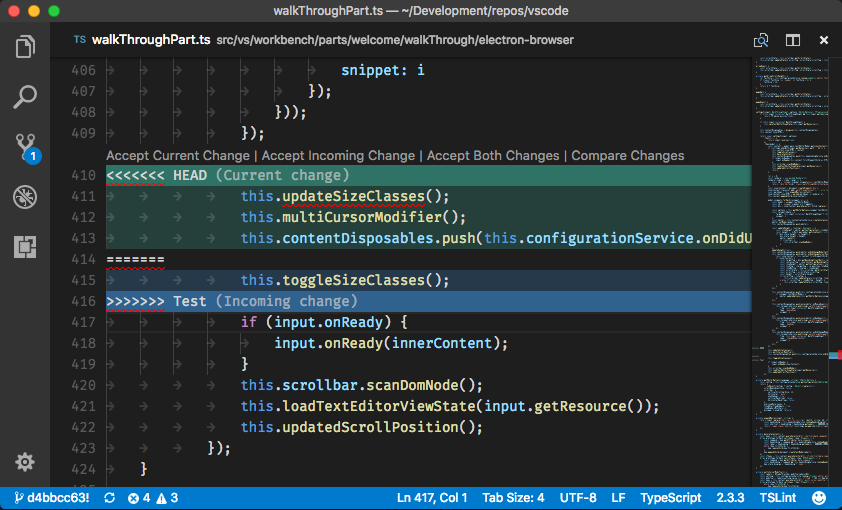 walkThroughPart.ts — ~/Development/repos/vscode
TS walkThroughPart.ts src/vs/workbench/parts/welcome/walkThrough/electron-browser
406 snippet: i
407 });
408 }));
409 });
Accept Current Change | Accept Incoming Change | Accept Both Changes | Compare Changes
410 <<<<<<< HEAD (Current change)
411 this.updateSizeClasses();
412 this.multiCursorModifier();
413 this.contentDisposables.push(this.configurationService.onDidU
414 =======
415 this.toggleSizeClasses();
416 >>>>>>> Test (Incoming change)
417 if (input.onReady) {
418 input.onReady(innerContent);
419 }
420 this.scrollbar.scanDomNode();
421 this.loadTextEditorViewState(input.getResource());
422 this.updatedScrollPosition();
423 });
424 }
1
d4bbcc63! 4 3 Ln 417, Col 1 Tab Size: 4 UTF-8 LF TypeScript 2.3.3 TSLint